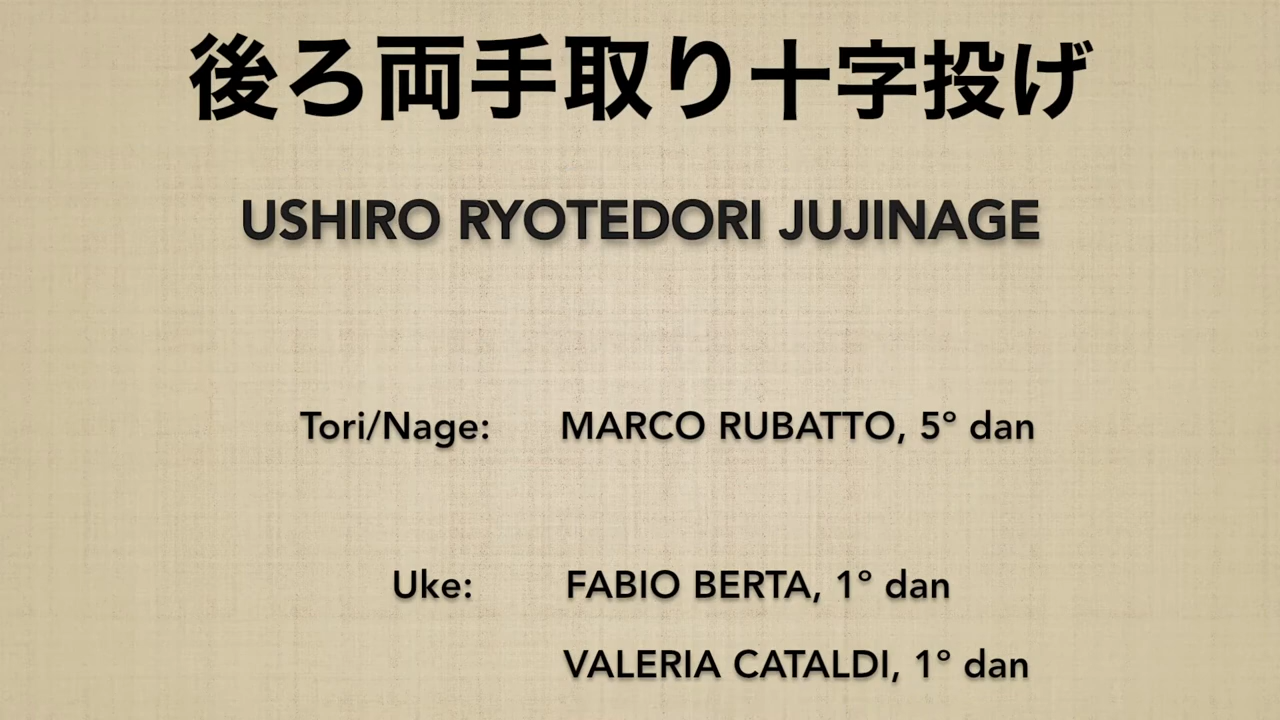 後ろ両手取り十字投げ
USHIRO RYOTEDORI JUJINAGE
Tori/Nage: MARCO RUBATTO, 5° dan
Uke: FABIO BERTA, 1° dan
VALERIA CATALDI, 1° dan